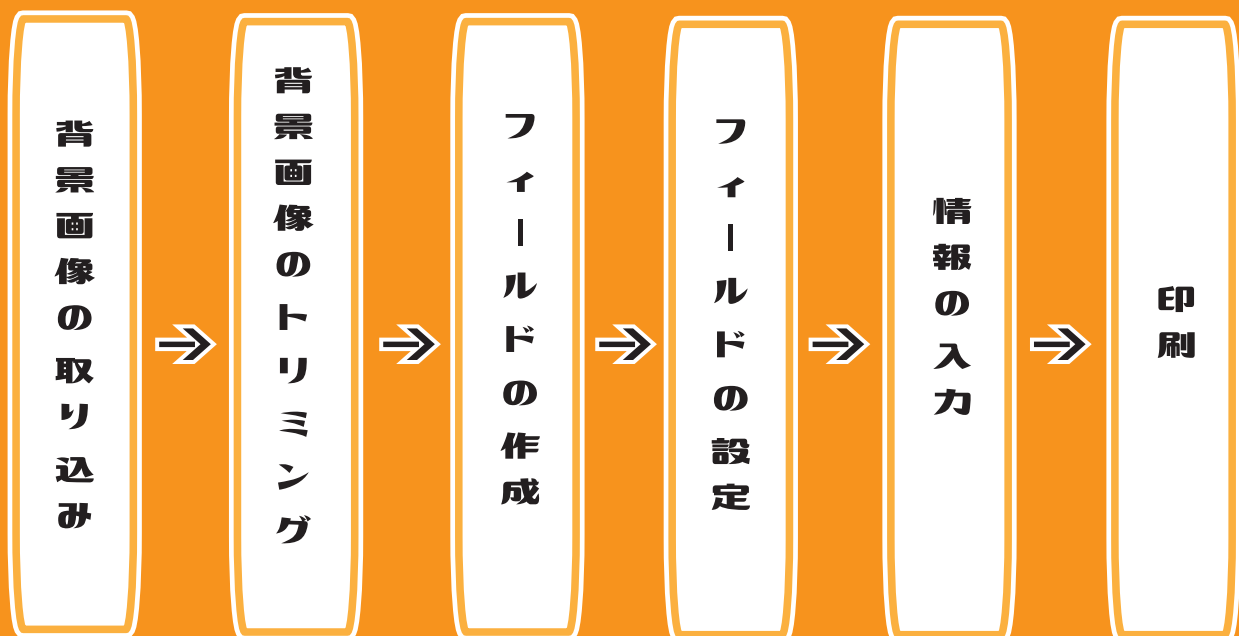 背景画像の取り込み
背景画像のトリミング
フィールドの作成
フィールドの設定
情報の入力
印刷